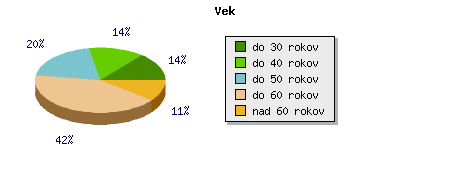 Vek
14%
20%
14%
11%
42%
do 30 rokov
do 40 rokov
do 50 rokov
do 60 rokov
nad 60 rokov